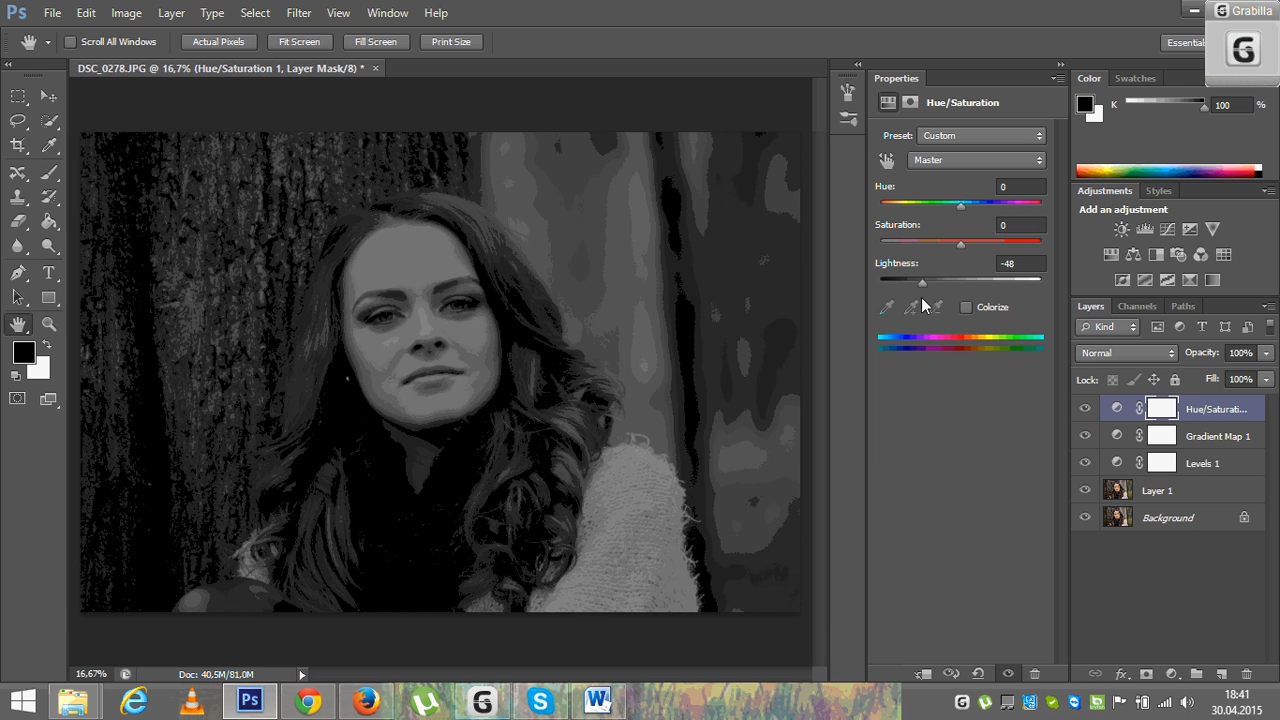 Ps File Edit Image Layer Type Select Filter View Window Help
Grabilla
Scroll All Windows Actual Pixels Fit Screen Fill Screen Print Size
Essential
DSC_0278.JPG @ 16,7% (Hue/Saturation 1, Layer Mask/8) * ×
Properties
Hue/Saturation
Preset: Custom
Master
Hue: 0
Saturation: 0
Lightness: -48
Colorize
Color Swatches
K 100 %
Adjustments Styles
Add an adjustment
Layers Channels Paths
Kind
Normal Opacity: 100%
Lock: Fill: 100%
Hue/Saturati...
Gradient Map 1
Levels 1
Layer 1
Background
16,67% Doc: 40,5M/81,0M
18:41
30.04.2015